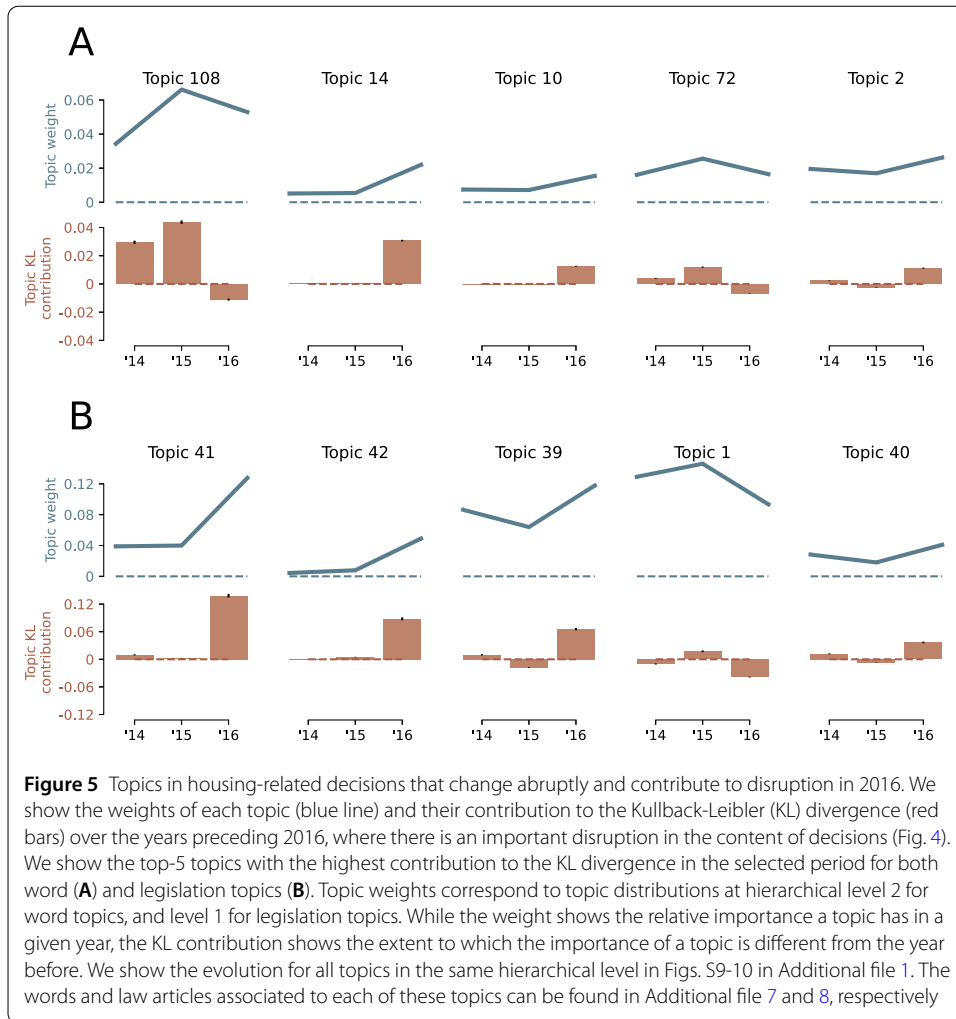 A
Topic 108 Topic 14 Topic 10 Topic 72 Topic 2
Topic weight
0.06
0.04
0.02
0
Topic KL
contribution
0.04
0.02
0
-0.02
-0.04
'14 '15 '16 '14 '15 '16 '14 '15 '16 '14 '15 '16 '14 '15 '16
B
Topic 41 Topic 42 Topic 39 Topic 1 Topic 40
Topic weight
0.12
0.08
0.04
0
Topic KL
contribution
0.12
0.06
0
-0.06
-0.12
'14 '15 '16 '14 '15 '16 '14 '15 '16 '14 '15 '16 '14 '15 '16
Figure 5 Topics in housing-related decisions that change abruptly and contribute to disruption in 2016. We
show the weights of each topic (blue line) and their contribution to the Kullback-Leibler (KL) divergence (red
bars) over the years preceding 2016, where there is an important disruption in the content of decisions (Fig. 4).
We show the top-5 topics with the highest contribution to the KL divergence in the selected period for both
word (A) and legislation topics (B). Topic weights correspond to topic distributions at hierarchical level 2 for
word topics, and level 1 for legislation topics. While the weight shows the relative importance a topic has in a
given year, the KL contribution shows the extent to which the importance of a topic is different from the year
before. We show the evolution for all topics in the same hierarchical level in Figs. S9-10 in Additional file 1. The
words and law articles associated to each of these topics can be found in Additional file 7 and 8, respectively